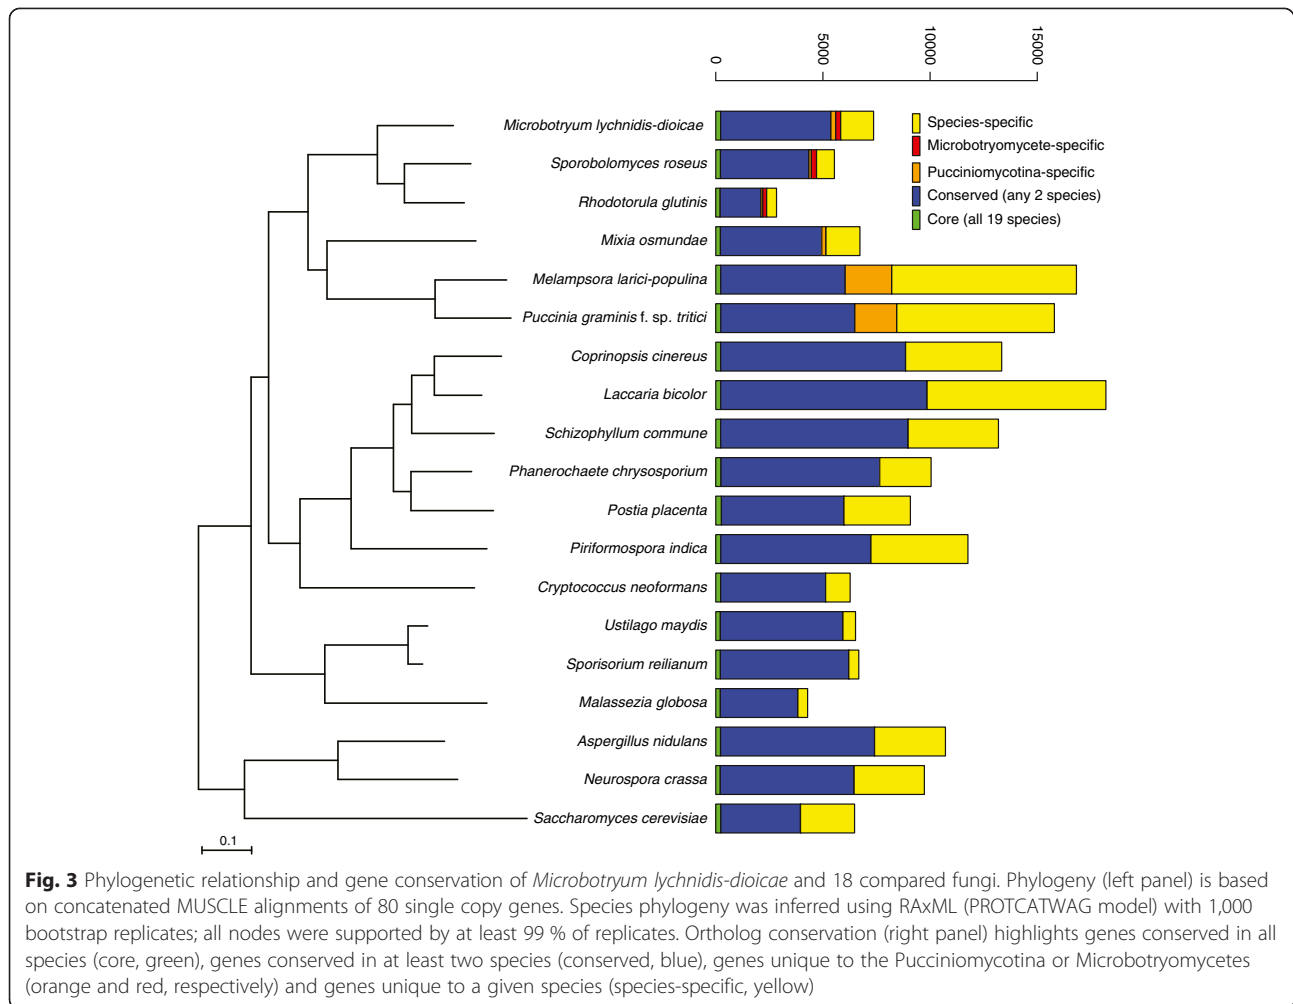 0
5000
10000
15000
Species-specific
Microbotryomycete-specific
Pucciniomycotina-specific
Conserved (any 2 species)
Core (all 19 species)
Microbotryum lychnidis-dioicae
Sporobolomyces roseus
Rhodotorula glutinis
Mixia osmundae
Melampsora larici-populina
Puccinia graminis f. sp. tritici
Coprinopsis cinereus
Laccaria bicolor
Schizophyllum commune
Phanerochaete chrysosporium
Postia placenta
Piriformospora indica
Cryptococcus neoformans
Ustilago maydis
Sporisorium reilianum
Malassezia globosa
Aspergillus nidulans
Neurospora crassa
Saccharomyces cerevisiae
0.1
Fig. 3 Phylogenetic relationship and gene conservation of Microbotryum lychnidis-dioicae and 18 compared fungi. Phylogeny (left panel) is based
on concatenated MUSCLE alignments of 80 single copy genes. Species phylogeny was inferred using RAxML (PROTCATWAG model) with 1,000
bootstrap replicates; all nodes were supported by at least 99 % of replicates. Ortholog conservation (right panel) highlights genes conserved in all
species (core, green), genes conserved in at least two species (conserved, blue), genes unique to the Pucciniomycotina or Microbotryomycetes
(orange and red, respectively) and genes unique to a given species (species-specific, yellow)